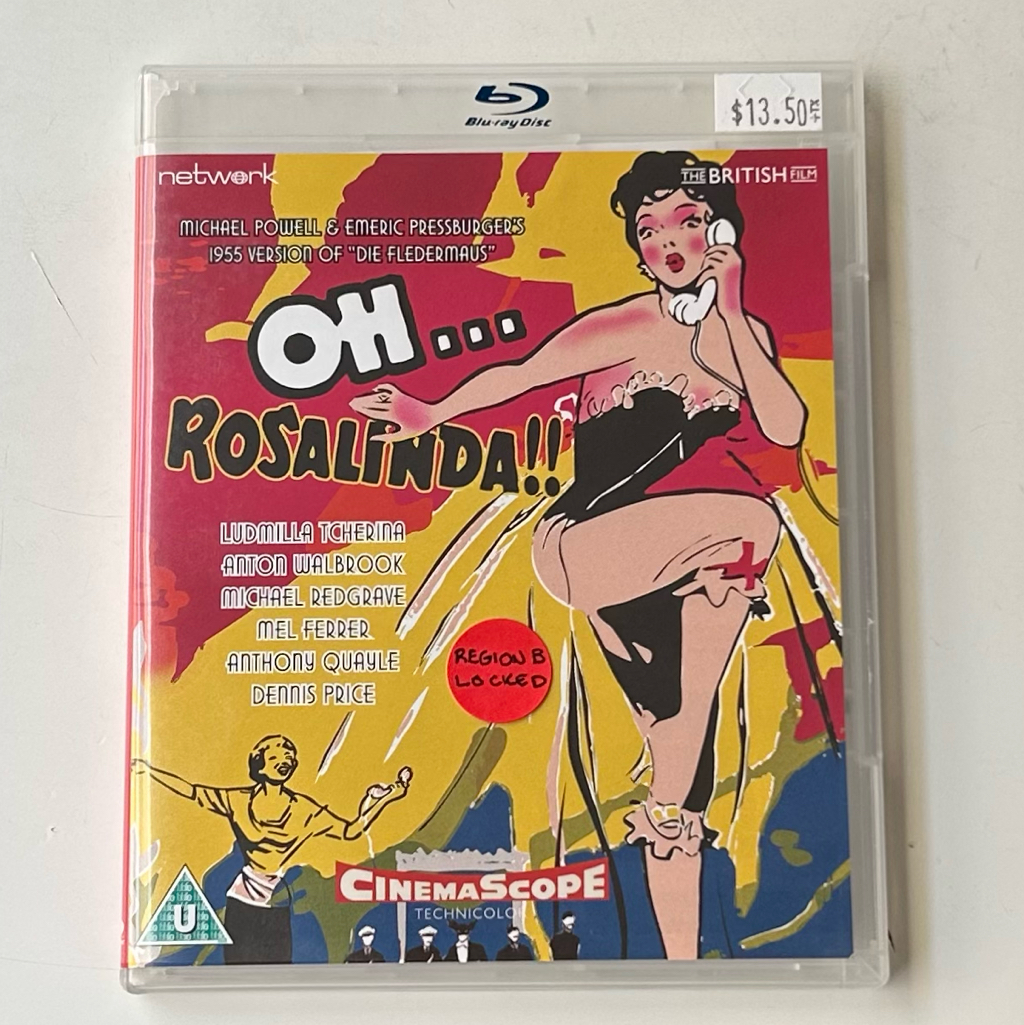 Blu-ray Disc
$13.50
network
THE BRITISH FILM
MICHAEL POWELL & EMERIC PRESSBURGER'S
1955 VERSION OF "DIE FLEDERMAUS"
OH...
ROSALINDA!!
LUDMILLA TCHERINA
ANTON WALBROOK
MICHAEL REDGRAVE
MEL FERRER
ANTHONY QUAYLE
DENNIS PRICE
REGION B
LOCKED
CINEMASCOPE
TECHNICOLOR
U